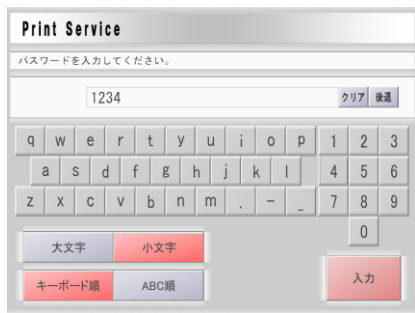 Print Service
パスワードを入力してください。
1234 クリア 後退
q w e r t y u i o p 1 2 3
a s d f g h j k l 4 5 6
z x c v b n m . - _ 7 8 9
0
大文字 小文字
キーボード順 ABC順 入力